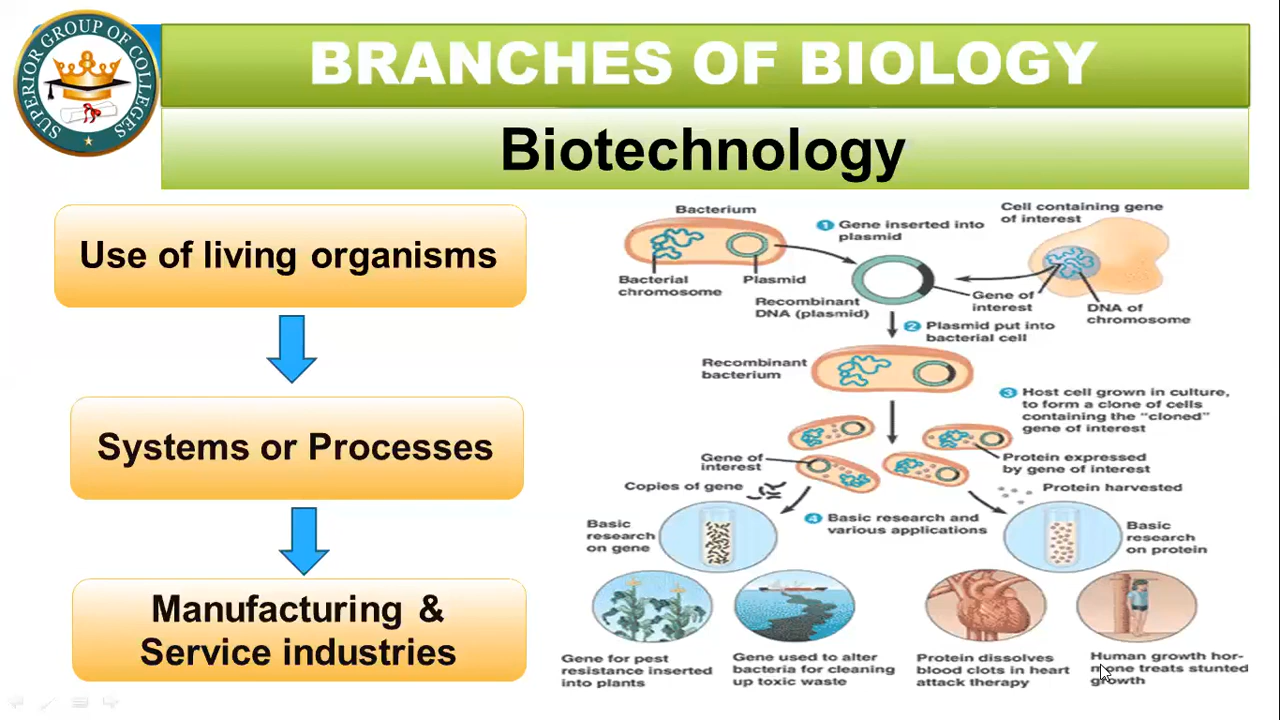 SUPERIOR GROUP OF COLLEGES
BRANCHES OF BIOLOGY
Biotechnology
Use of living organisms
Systems or Processes
Manufacturing &
Service industries
Bacterium
Bacterial
chromosome
Plasmid
1 Gene inserted into
plasmid
Cell containing gene
of interest
Recombinant
DNA (plasmid)
Gene of
interest
DNA of
chromosome
2 Plasmid put into
bacterial cell
Recombinant
bacterium
3 Host cell grown in culture,
to form a clone of cells
containing the "cloned"
gene of interest
Gene of
interest
Protein expressed
by gene of interest
Copies of gene
Protein harvested
Basic
research
on gene
4 Basic research and
various applications
Basic
research
on protein
Gene for pest
resistance inserted
into plants
Gene used to alter
bacteria for cleaning
up toxic waste
Protein dissolves
blood clots in heart
attack therapy
Human growth hor-
mone treats stunted
growth